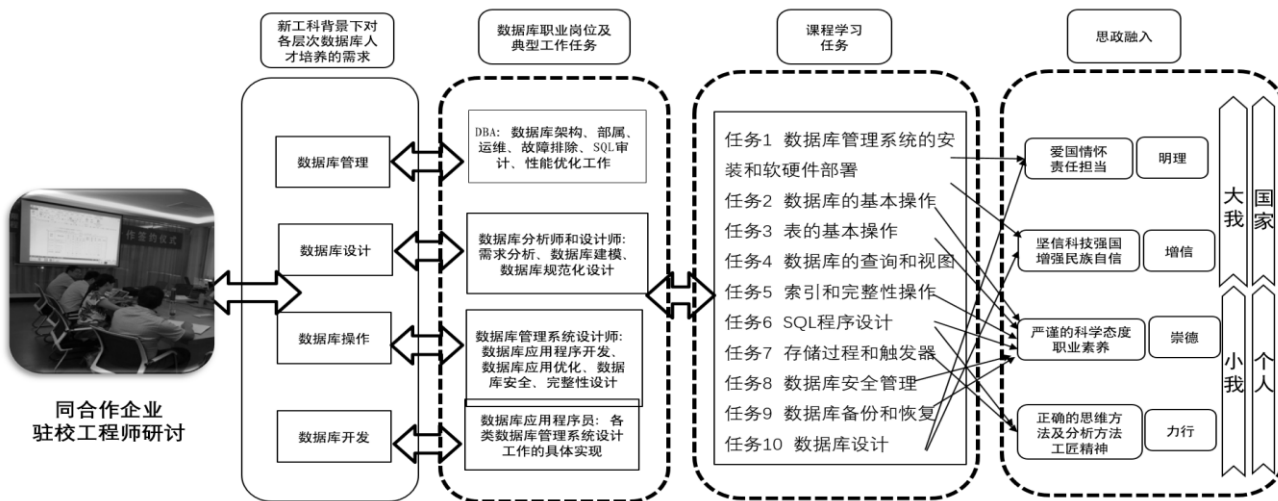 新工科背景下对
各层次数据库人
才培养的需求
数据库职业岗位及
典型工作任务
课程学习
任务
思政融入
作签约仪式
同合作企业
驻校工程师研讨
数据库管理
数据库设计
数据库操作
数据库开发
DBA：数据库架构、部属、
运维、故障排除、SQL审
计、性能优化工作
数据库分析师和设计师：
需求分析、数据库建模、
数据库规范化设计
数据库管理系统设计师：
数据库应用程序开发、
数据库应用优化、数据
库安全、完整性设计
数据库应用程序员：各
类数据库管理系统设计
工作的具体实现
任务1 数据库管理系统的安
装和软硬件部署
任务2 数据库的基本操作
任务3 表的基本操作
任务4 数据库的查询和视图
任务5 索引和完整性操作
任务6 SQL程序设计
任务7 存储过程和触发器
任务8 数据库安全管理
任务9 数据库备份和恢复
任务10 数据库设计
爱国情怀
责任担当
明理
坚信科技强国
增强民族自信
增信
严谨的科学态度
职业素养
崇德
正确的思维方
法及分析方法
工匠精神
力行
大我
国家
小我
个人